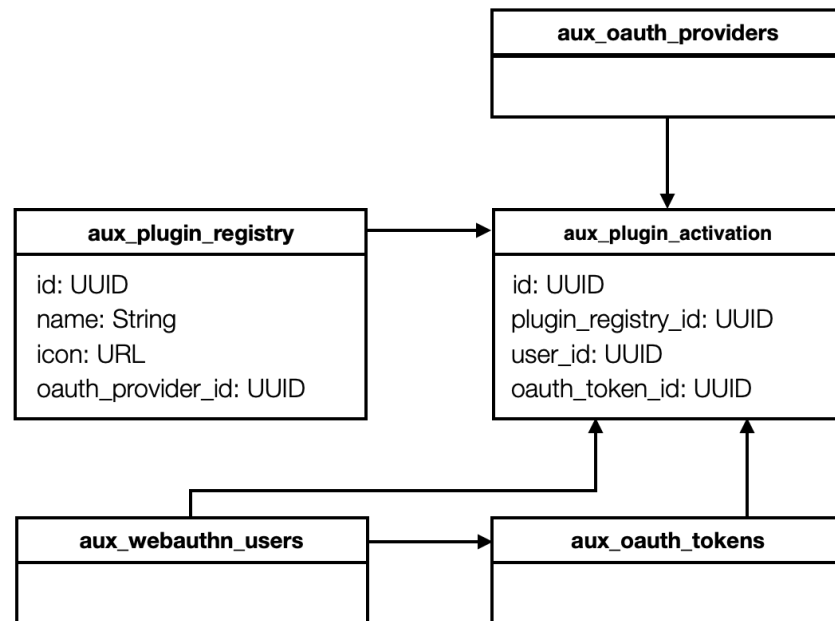 aux_oauth_providers
aux_plugin_registry
id: UUID
name: String
icon: URL
oauth_provider_id: UUID
aux_plugin_activation
id: UUID
plugin_registry_id: UUID
user_id: UUID
oauth_token_id: UUID
aux_webauthn_users
aux_oauth_tokens